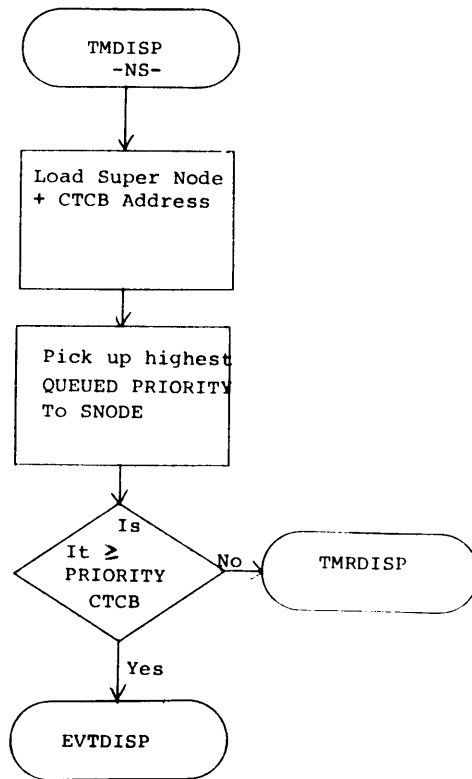 TMDISP
-NS-
Load Super Node
+ CTCB Address
Pick up highest
QUEUED PRIORITY
To SNODE
Is
It ≥
PRIORITY
CTCB
No
TMRDISP
Yes
EVTDISP